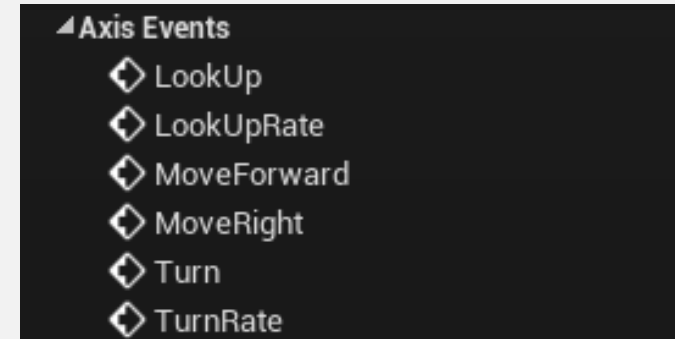 Axis Events
LookUp
LookUpRate
MoveForward
MoveRight
Turn
TurnRate